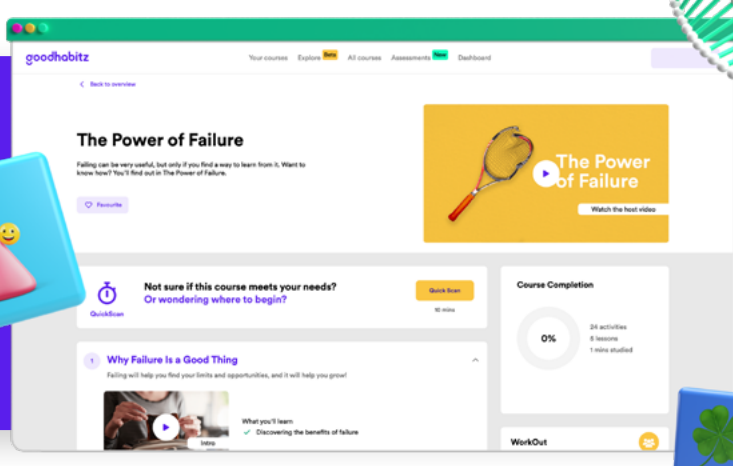 goodhabitz
Your courses Explore Beta All courses Assessments New Dashboard
Back to overview
The Power of Failure
Failing can be very useful, but only if you find a way to learn from it. Want to
know how? You'll find out in The Power of Failure.
Favourite
The Power
of Failure
Watch the host video
Not sure if this course meets your needs?
Or wondering where to begin?
QuickScan
Quick Scan
10 mins
Course Completion
0%
24 activities
5 lessons
1 mins studied
1 Why Failure Is a Good Thing
Failing will help you find your limits and opportunities, and it will help you grow!
Intro
What you'll learn
Discovering the benefits of failure
WorkOut